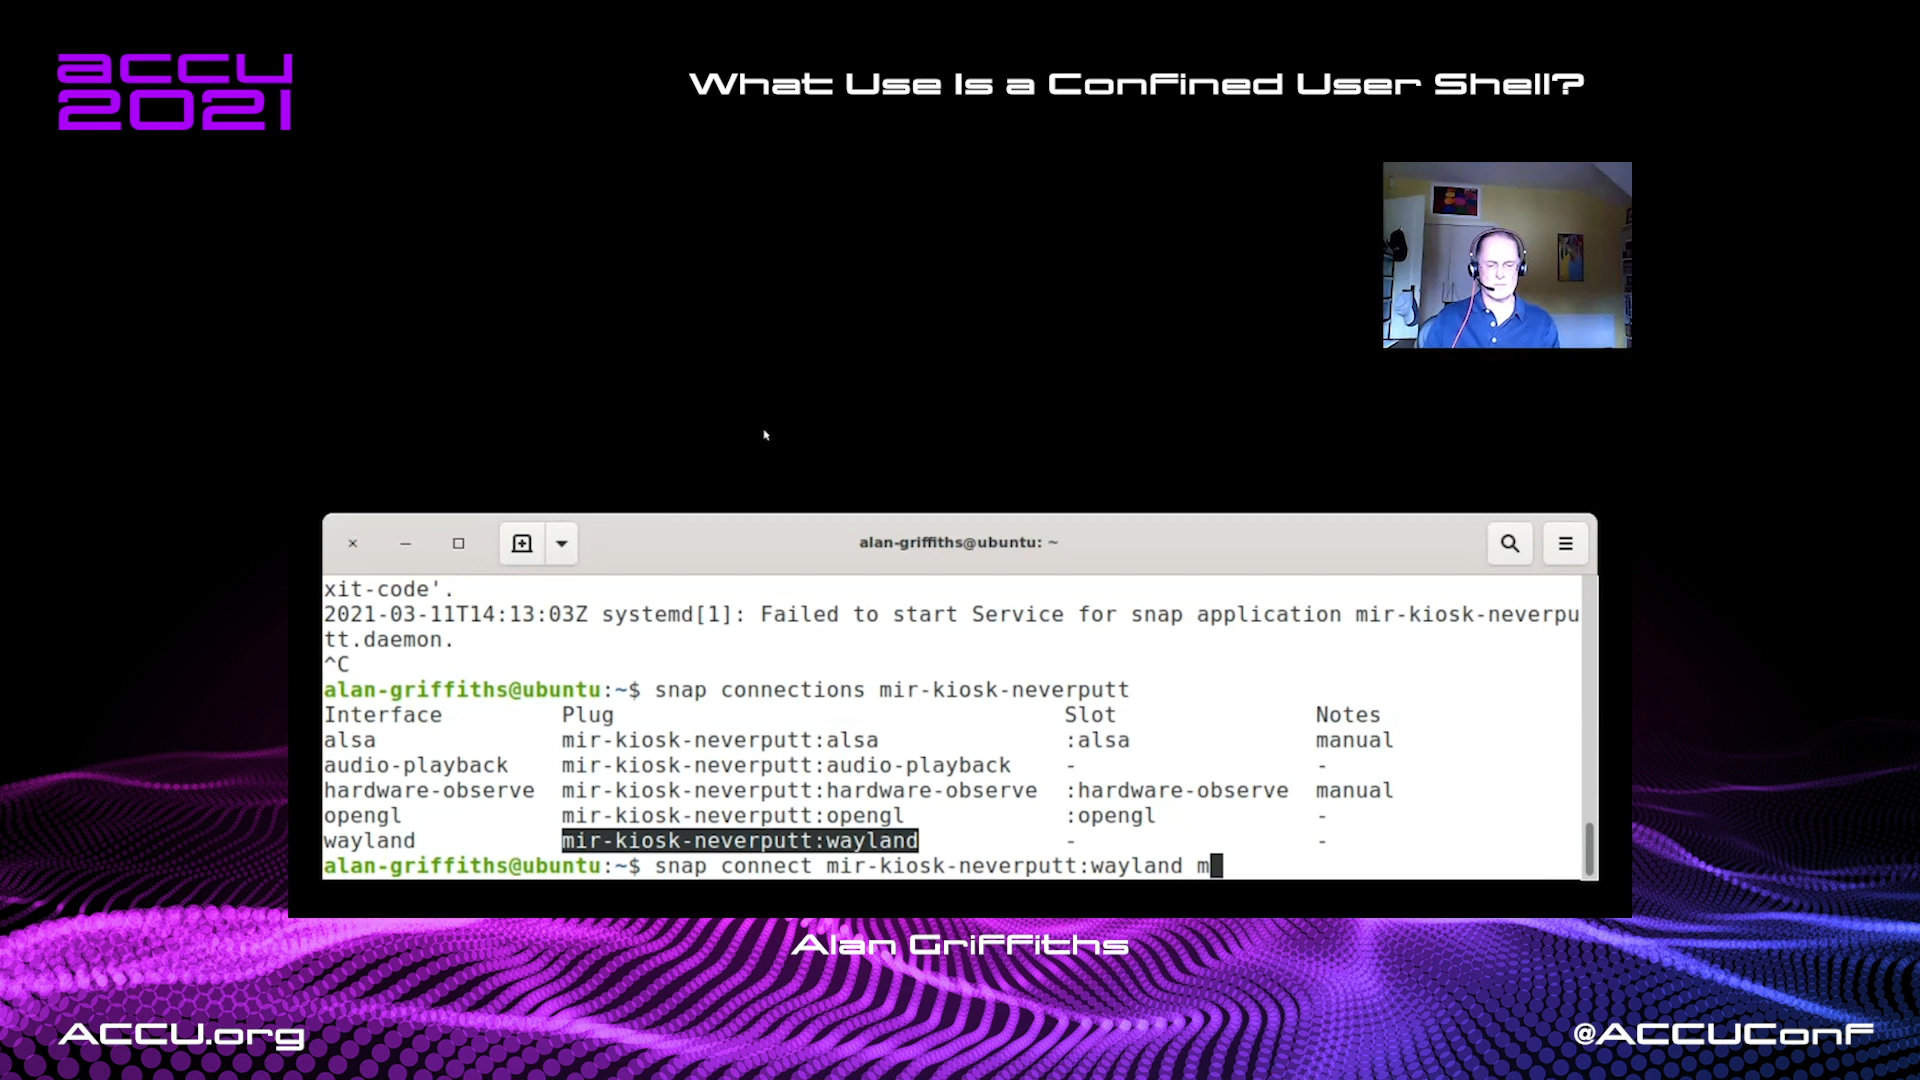 accu
2021
What Use Is a Confined User Shell?
alan-griffiths@ubuntu: ~
xit-code'.
2021-03-11T14:13:03Z systemd[1]: Failed to start Service for snap application mir-kiosk-neverpu
tt.daemon.
^C
alan-griffiths@ubuntu:~$ snap connections mir-kiosk-neverputt
Interface Plug Slot Notes
alsa mir-kiosk-neverputt:alsa :alsa manual
audio-playback mir-kiosk-neverputt:audio-playback - -
hardware-observe mir-kiosk-neverputt:hardware-observe :hardware-observe manual
opengl mir-kiosk-neverputt:opengl :opengl -
wayland mir-kiosk-neverputt:wayland - -
alan-griffiths@ubuntu:~$ snap connect mir-kiosk-neverputt:wayland m
Alan Griffiths
ACCU.org
@ACCUConf